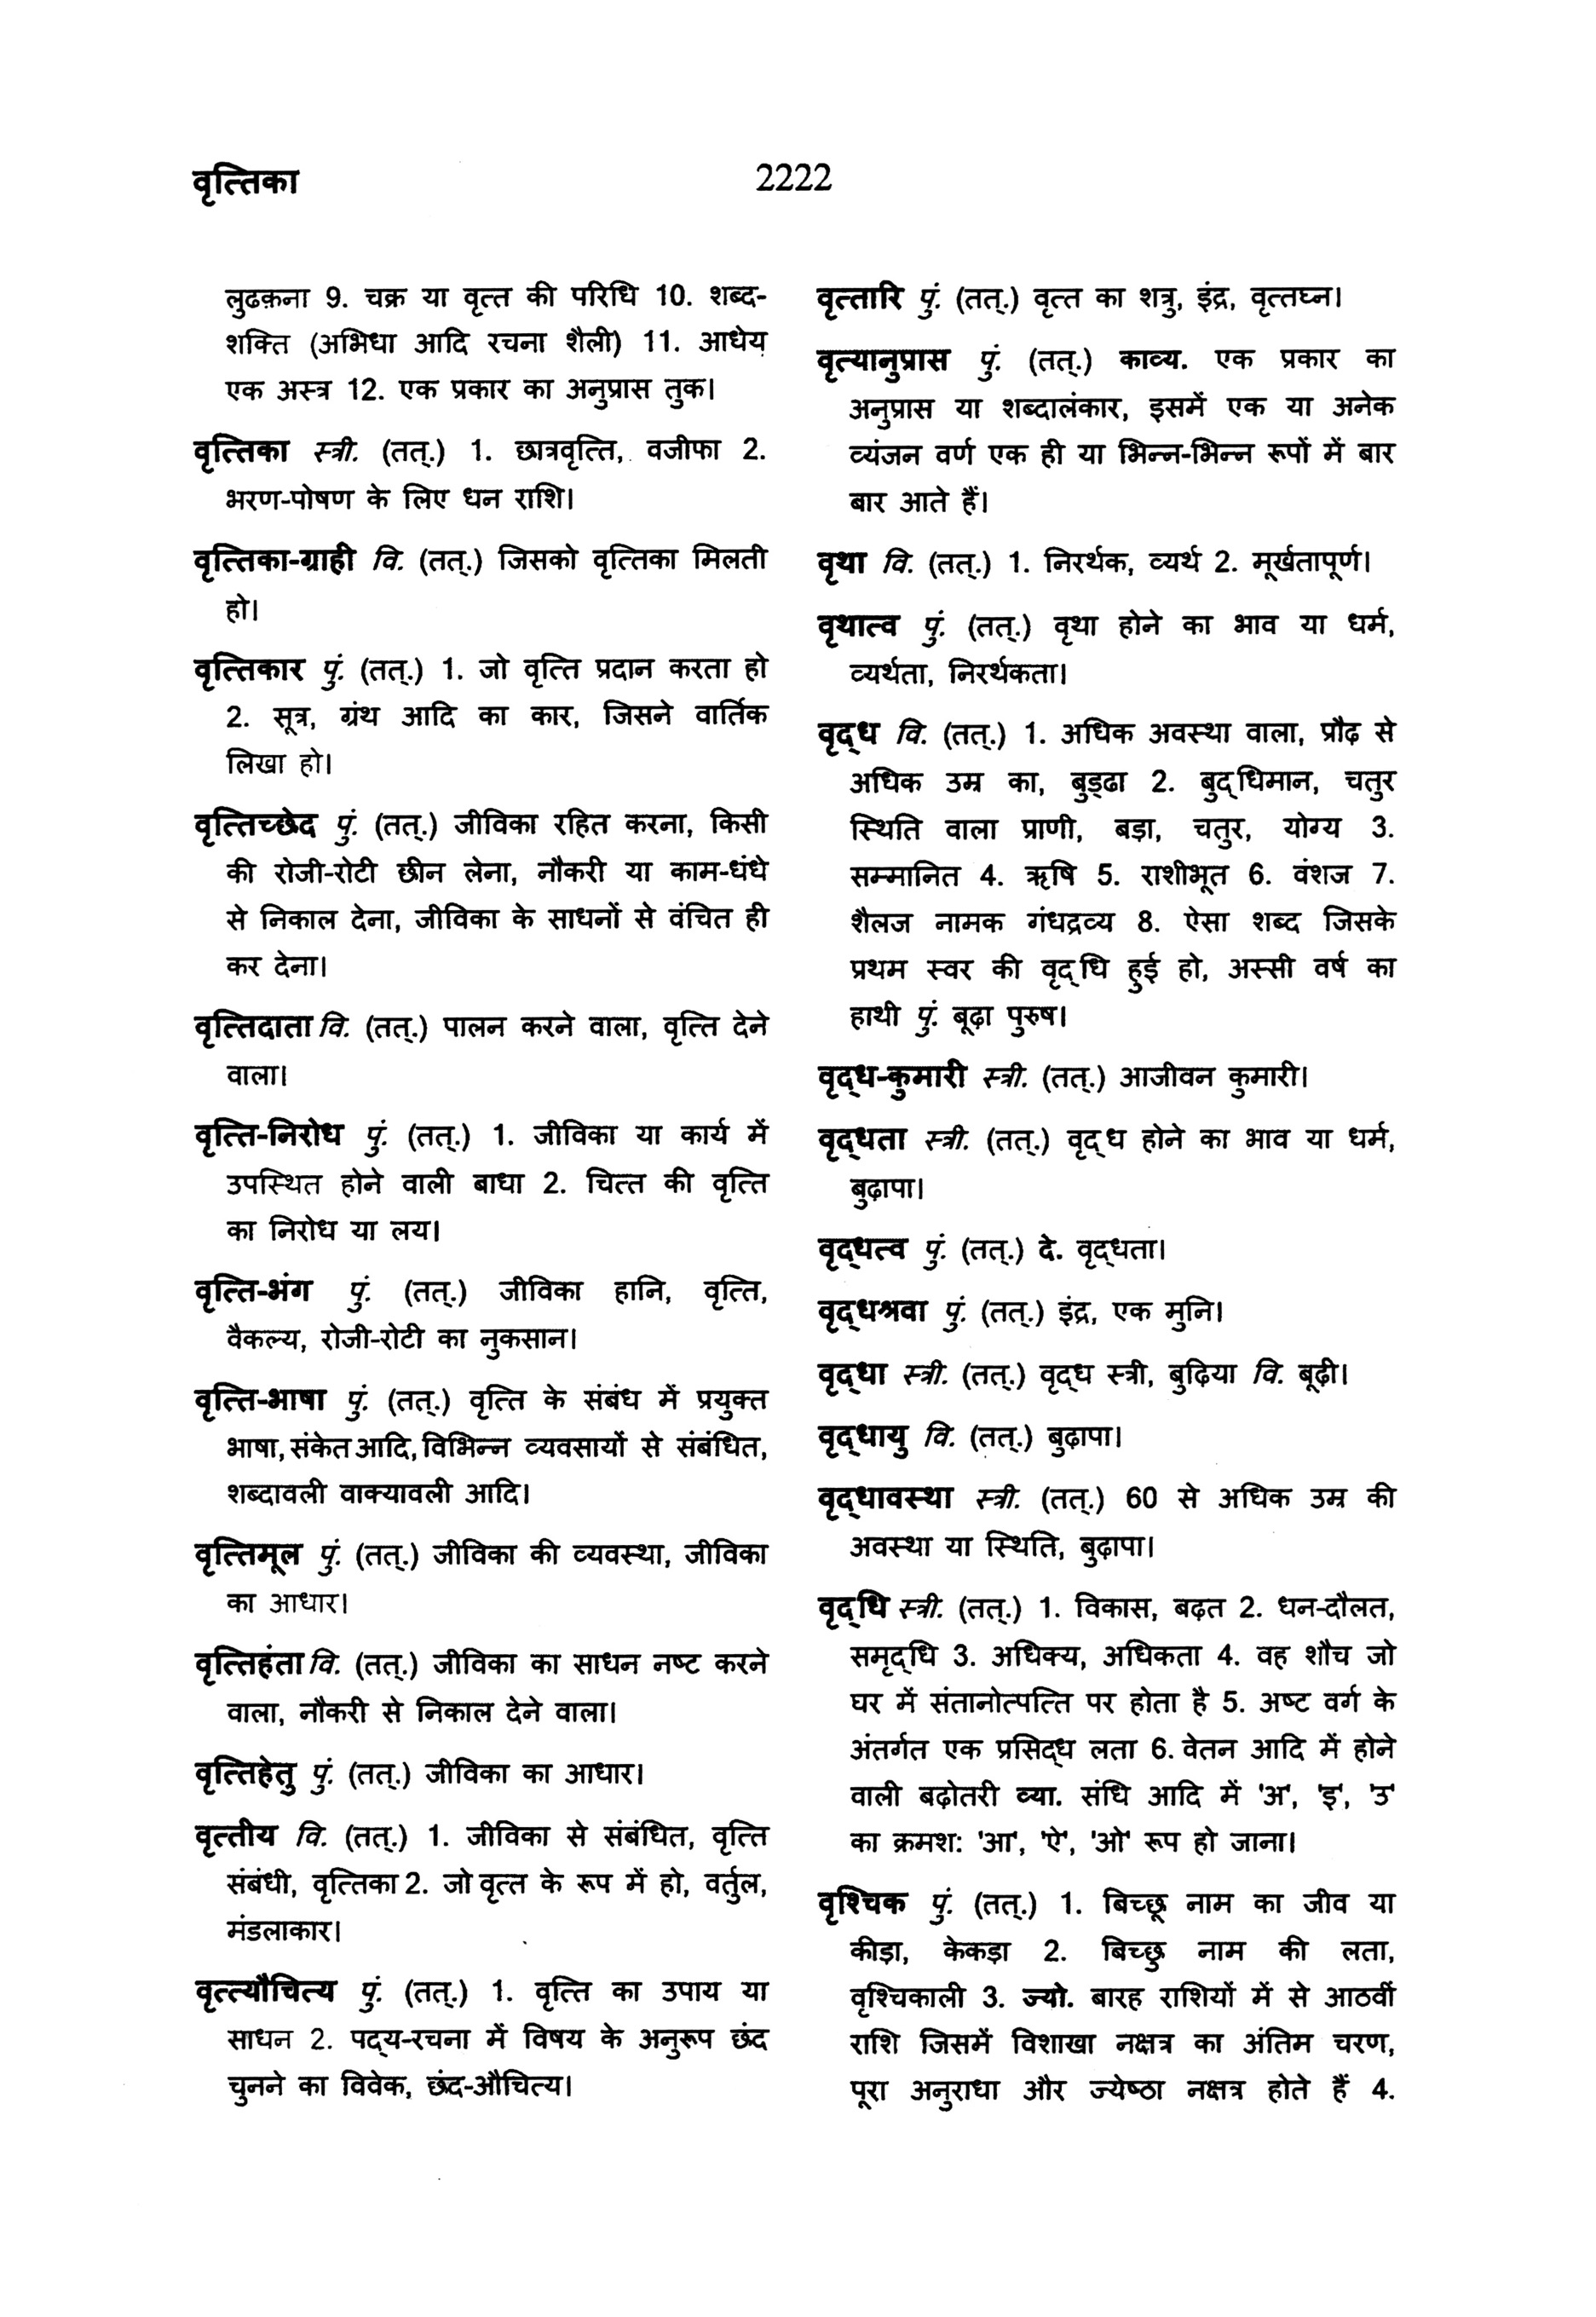 वृत्तिका
2222
लुढकना 9. चक्र या वृत्त की परिधि 10. शब्द-
शक्ति (अभिधा आदि रचना शैली) 11. आधेय
एक अस्त्र 12. एक प्रकार का अनुप्रास तुक।
वृत्तिका स्त्री. (तत्.) 1. छात्रवृत्ति, वजीफा 2.
भरण-पोषण के लिए धन राशि।
वृत्तिका-ग्राही वि. (तत्.) जिसको वृत्तिका मिलती
हो।
वृत्तिकार पुं. (तत्.) 1. जो वृत्ति प्रदान करता हो
2. सूत्र, ग्रंथ आदि का कार, जिसने वार्तिक
लिखा हो।
वृत्तिच्छेद पुं. (तत्.) जीविका रहित करना, किसी
की रोजी-रोटी छीन लेना, नौकरी या काम-धंधे
से निकाल देना, जीविका के साधनों से वंचित ही
कर देना।
वृत्तिदाता वि. (तत्.) पालन करने वाला, वृत्ति देने
वाला।
वृत्ति-निरोध पुं. (तत्.) 1. जीविका या कार्य में
उपस्थित होने वाली बाधा 2. चित्त की वृत्ति
का निरोध या लय।
वृत्ति-भंग पुं. (तत्.) जीविका हानि, वृत्ति,
वैकल्य, रोजी-रोटी का नुकसान।
वृत्ति-भाषा पुं. (तत्.) वृत्ति के संबंध में प्रयुक्त
भाषा, संकेत आदि, विभिन्न व्यवसायों से संबंधित,
शब्दावली वाक्यावली आदि।
वृत्तिमूल पुं. (तत्.) जीविका की व्यवस्था, जीविका
का आधार।
वृत्तिहंता वि. (तत्.) जीविका का साधन नष्ट करने
वाला, नौकरी से निकाल देने वाला।
वृत्तिहेतु पुं. (तत्.) जीविका का आधार।
वृत्तीय वि. (तत्.) 1. जीविका से संबंधित, वृत्ति
संबंधी, वृत्तिका 2. जो वृत्त के रूप में हो, वर्तुल,
मंडलाकार।
वृत्त्यौचित्य पुं. (तत्.) 1. वृत्ति का उपाय या
साधन 2. पद्‌य-रचना में विषय के अनुरूप छंद
चुनने का विवेक, छंद-औचित्य।
वृत्तारि पुं. (तत्.) वृत्त का शत्रु, इंद्र, वृत्तघ्न।
वृत्यानुप्रास पुं. (तत्.) काव्य. एक प्रकार का
अनुप्रास या शब्दालंकार, इसमें एक या अनेक
व्यंजन वर्ण एक ही या भिन्न-भिन्न रूपों में बार
बार आते हैं।
वृथा वि. (तत्.) 1. निरर्थक, व्यर्थ 2. मूर्खतापूर्ण।
वृथात्व पुं. (तत्.) वृथा होने का भाव या धर्म,
व्यर्थता, निरर्थकता।
वृद्‌ध वि. (तत्.) 1. अधिक अवस्था वाला, प्रौढ़ से
अधिक उम्र का, बुड्ढा 2. बुद्‌धिमान, चतुर
स्थिति वाला प्राणी, बड़ा, चतुर, योग्य 3.
सम्मानित 4. ऋषि 5. राशीभूत 6. वंशज 7.
शैलज नामक गंधद्रव्य 8. ऐसा शब्द जिसके
प्रथम स्वर की वृद्‌धि हुई हो, अस्सी वर्ष का
हाथी पुं. बूढ़ा पुरुष।
वृद्‌ध-कुमारी स्त्री. (तत्.) आजीवन कुमारी।
वृद्‌धता स्त्री. (तत्.) वृद्‌ध होने का भाव या धर्म,
बुढ़ापा।
वृद्‌धत्व पुं. (तत्.) दे. वृद्‌धता।
वृद्‌धश्रवा पुं. (तत्.) इंद्र, एक मुनि।
वृद्‌धा स्त्री. (तत्.) वृद्‌ध स्त्री, बुढ़िया वि. बूढ़ी।
वृद्‌धायु वि. (तत्.) बुढ़ापा।
वृद्‌धावस्था स्त्री. (तत्.) 60 से अधिक उम्र की
अवस्था या स्थिति, बुढ़ापा।
वृद्‌धि स्त्री. (तत्.) 1. विकास, बढ़त 2. धन-दौलत,
समृद्‌धि 3. अधिक्य, अधिकता 4. वह शौच जो
घर में संतानोत्पत्ति पर होता है 5. अष्ट वर्ग के
अंतर्गत एक प्रसिद्‌ध लता 6. वेतन आदि में होने
वाली बढ़ोतरी व्या. संधि आदि में 'अ', 'इ', 'उ'
का क्रमश: 'आ', 'ऐ', 'ओ' रूप हो जाना।
वृश्चिक पुं. (तत्.) 1. बिच्छू नाम का जीव या
कीड़ा, केकड़ा 2. बिच्छु नाम की लता,
वृश्चिकाली 3. ज्यो. बारह राशियों में से आठवीं
राशि जिसमें विशाखा नक्षत्र का अंतिम चरण,
पूरा अनुराधा और ज्येष्ठा नक्षत्र होते हैं 4.